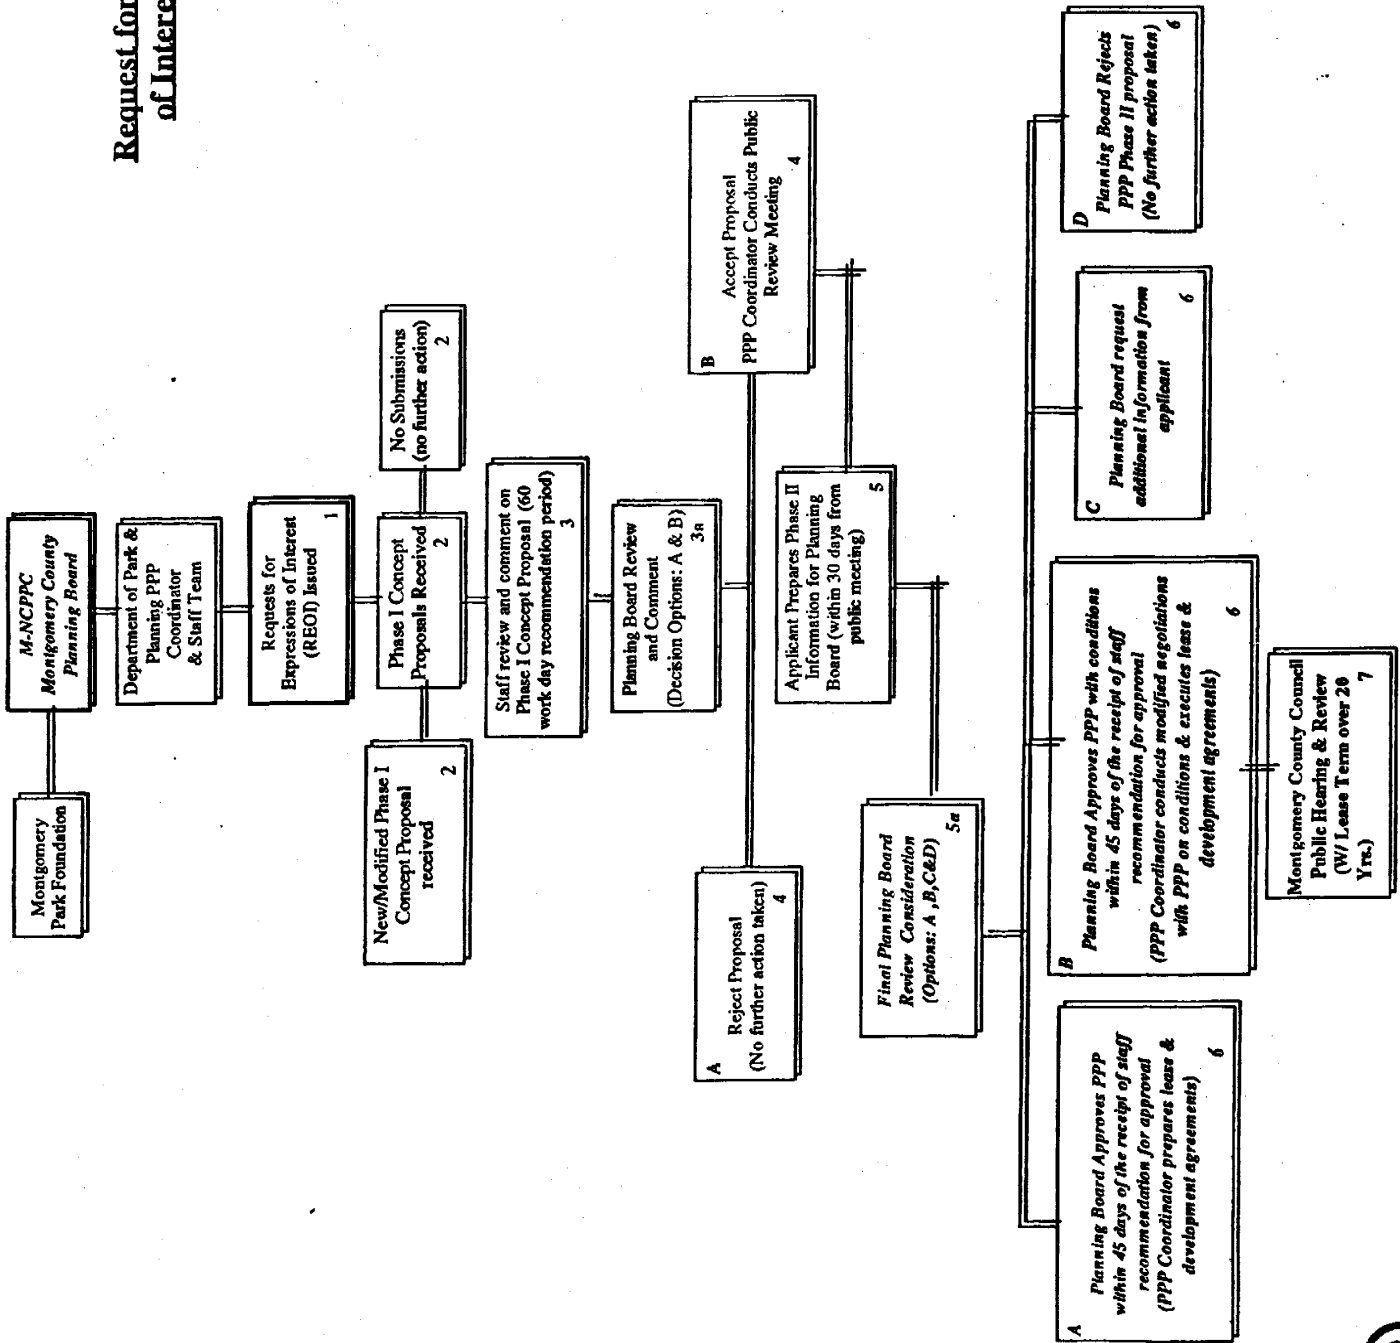 Request for
of Intere
Montgomery
Park Foundation
M-NCPPC
Montgomery County
Planning Board
Department of Park &
Planning PPP
Coordinator
& Staff Team
Requests for
Expressions of Interest
(REOI) Issued
1
New/Modified Phase I
Concept Proposal
received
2
Phase I Concept
Proposals Received
2
No Submissions
(no further action)
2
Staff review and comment on
Phase I Concept Proposal (60
work day recommendation period)
3
Planning Board Review
and Comment
(Decision Options: A & B)
3a
A
Reject Proposal
(No further action taken)
4
B
Accept Proposal
PPP Coordinator Conducts Public
Review Meeting
4
Applicant Prepares Phase II
Information for Planning
Board (within 30 days from
public meeting)
5
Final Planning Board
Review Consideration
(Options: A ,B,C&D)
5a
A
Planning Board Approves PPP
within 45 days of the receipt of staff
recommendation for approval
(PPP Coordinator prepares lease &
development agreements)
6
B
Planning Board Approves PPP with conditions
within 45 days of the receipt of staff
recommendation for approval
(PPP Coordinator conducts modified negotiations
with PPP on conditions & executes lease &
development agreements)
6
C
Planning Board request
additional information from
applicant
6
D
Planning Board Rejects
PPP Phase II proposal
(No further action taken)
6
Montgomery County Council
Public Hearing & Review
(W/ Lease Term over 20
Yrs.)
7